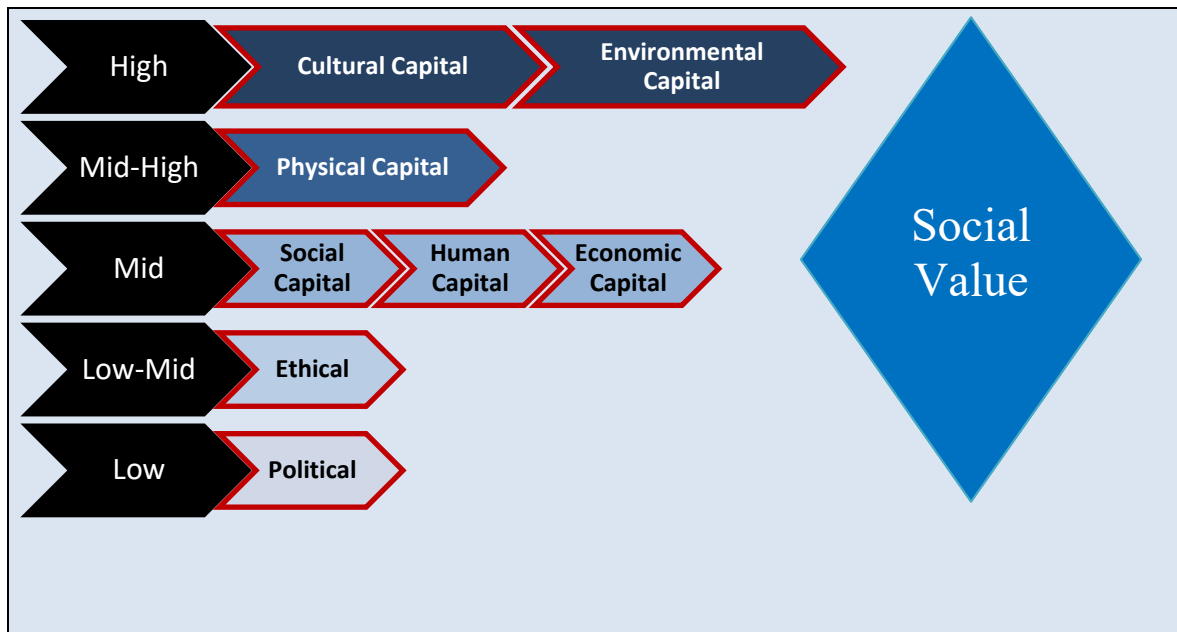 High
Cultural Capital
Environmental
Capital
Mid-High
Physical Capital
Mid
Social
Capital
Human
Capital
Economic
Capital
Low-Mid
Ethical
Low
Political
Social
Value